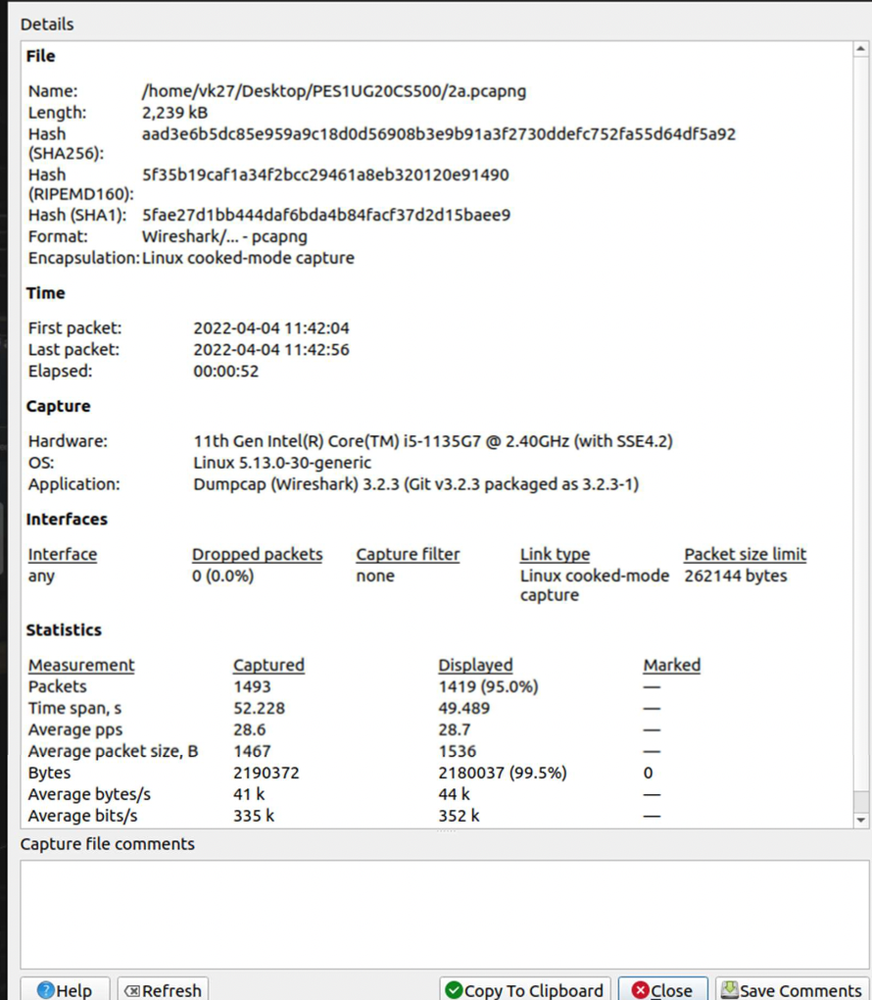 Details
File
Name: /home/vk27/Desktop/PES1UG20CS500/2a.pcapng
Length: 2,239 kB
Hash aad3e6b5dc85e959a9c18d0d56908b3e9b91a3f2730ddefc752fa55d64df5a92
(SHA256):
Hash 5f35b19caf1a34f2bcc29461a8eb320120e91490
(RIPEMD160):
Hash (SHA1): 5fae27d1bb444daf6bda4b84facf37d2d15baee9
Format: Wireshark/... - pcapng
Encapsulation: Linux cooked-mode capture
Time
First packet: 2022-04-04 11:42:04
Last packet: 2022-04-04 11:42:56
Elapsed: 00:00:52
Capture
Hardware: 11th Gen Intel(R) Core(TM) i5-1135G7 @ 2.40GHz (with SSE4.2)
OS: Linux 5.13.0-30-generic
Application: Dumpcap (Wireshark) 3.2.3 (Git v3.2.3 packaged as 3.2.3-1)
Interfaces
Interface Dropped packets Capture filter Link type Packet size limit
any 0 (0.0%) none Linux cooked-mode 262144 bytes
capture
Statistics
Measurement Captured Displayed Marked
Packets 1493 1419 (95.0%) —
Time span, s 52.228 49.489 —
Average pps 28.6 28.7 —
Average packet size, B 1467 1536 —
Bytes 2190372 2180037 (99.5%) 0
Average bytes/s 41 k 44 k —
Average bits/s 335 k 352 k —
Capture file comments
Help Refresh Copy To Clipboard Close Save Comments